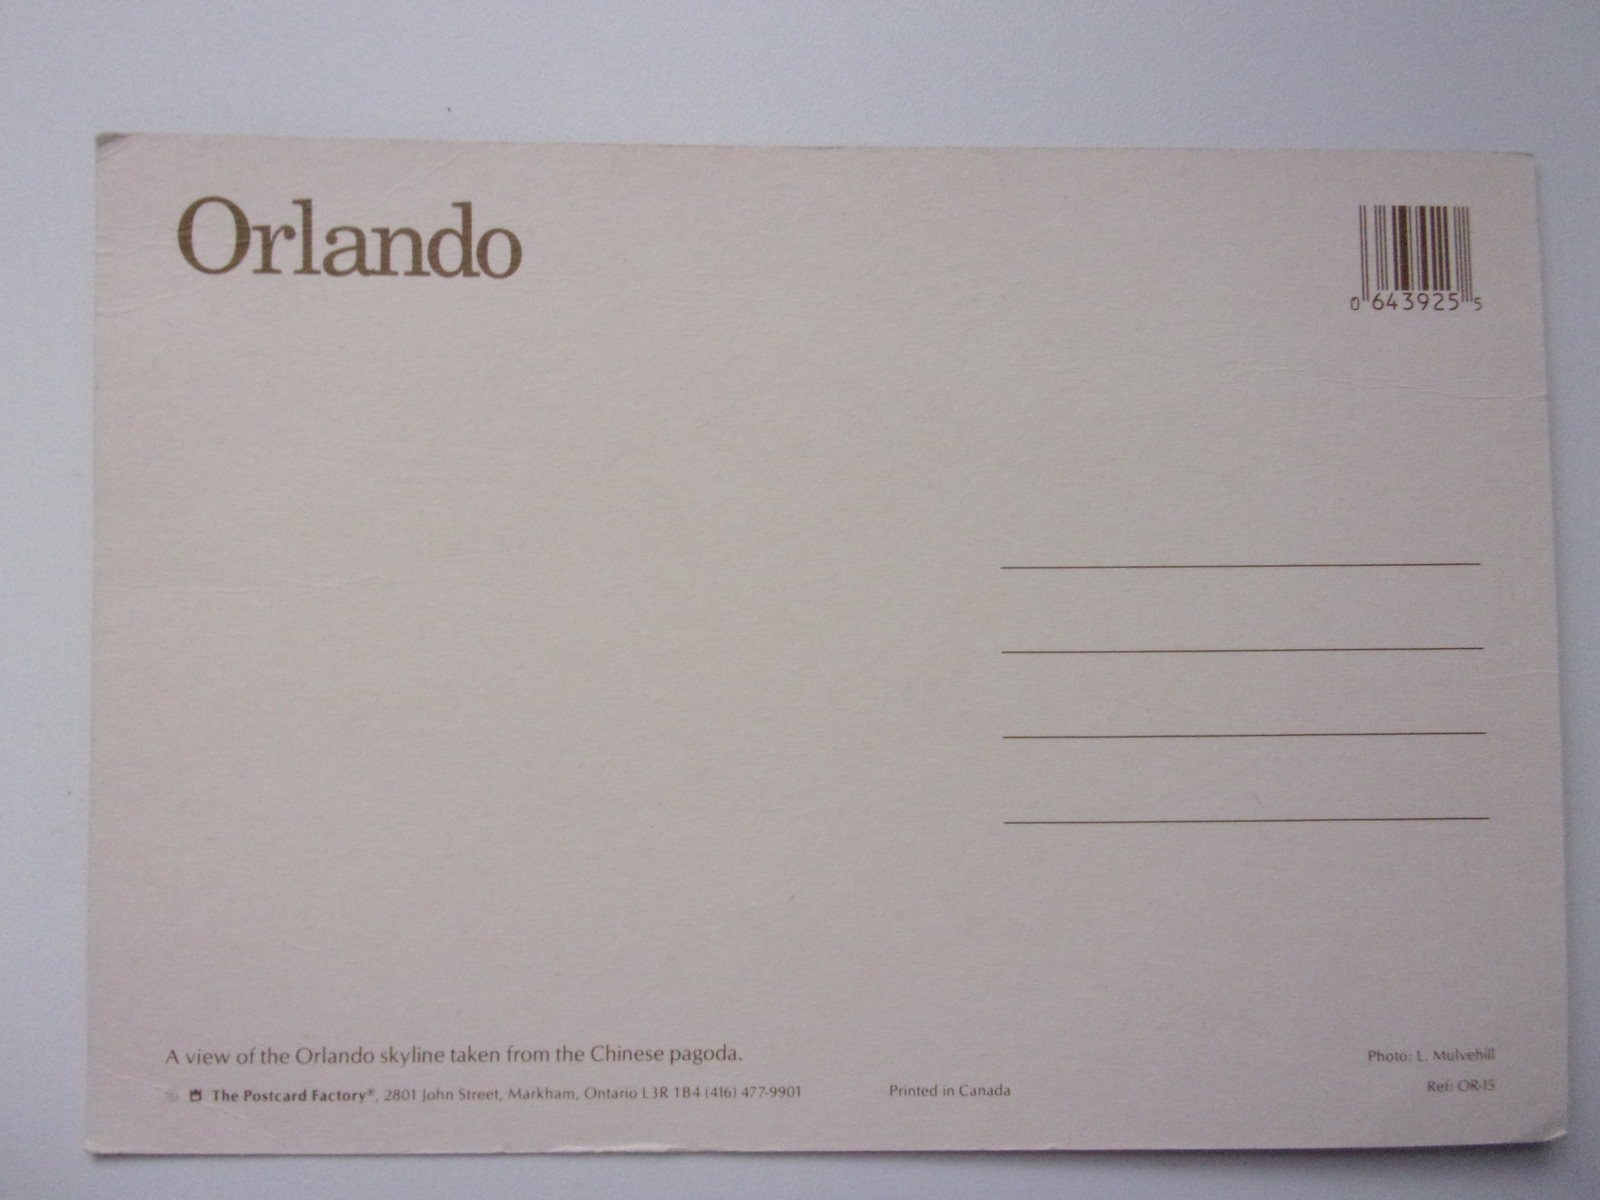 Orlando
0 643925 5
A view of the Orlando skyline taken from the Chinese pagoda.
© The Postcard Factory®, 2801 John Street, Markham, Ontario L3R 1B4 (416) 477-9901
Printed in Canada
Photo: L. Mulvehill
Ref: OR-15